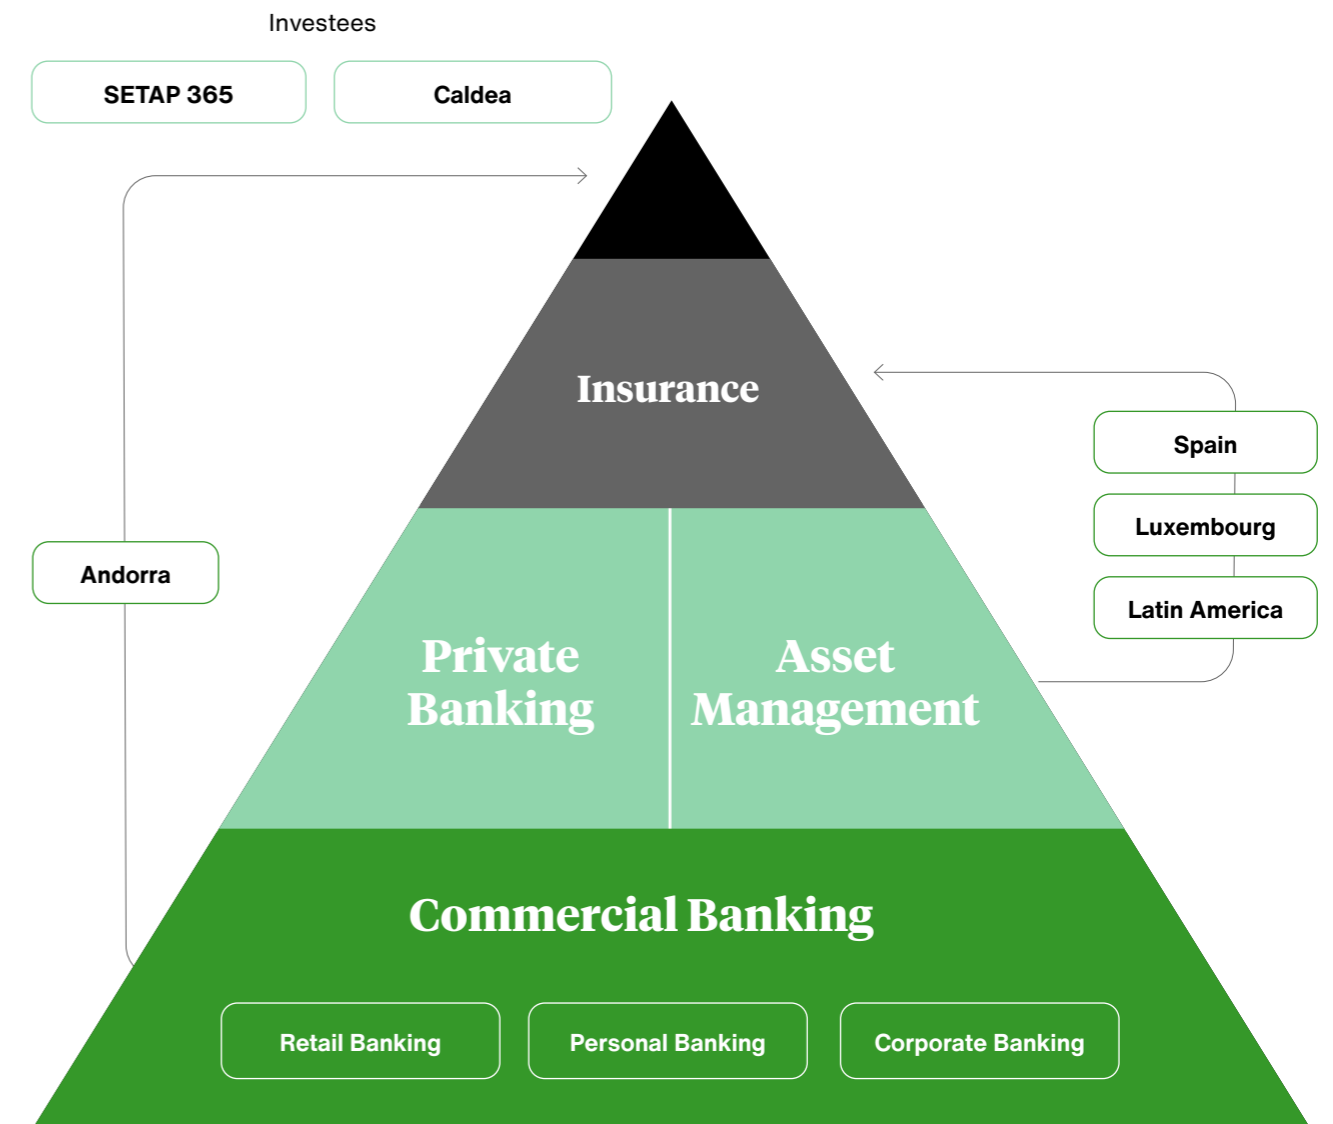 Investees
SETAP 365
Caldea
Insurance
Spain
Luxembourg
Latin America
Andorra
Private
Banking
Asset
Management
Commercial Banking
Retail Banking
Personal Banking
Corporate Banking